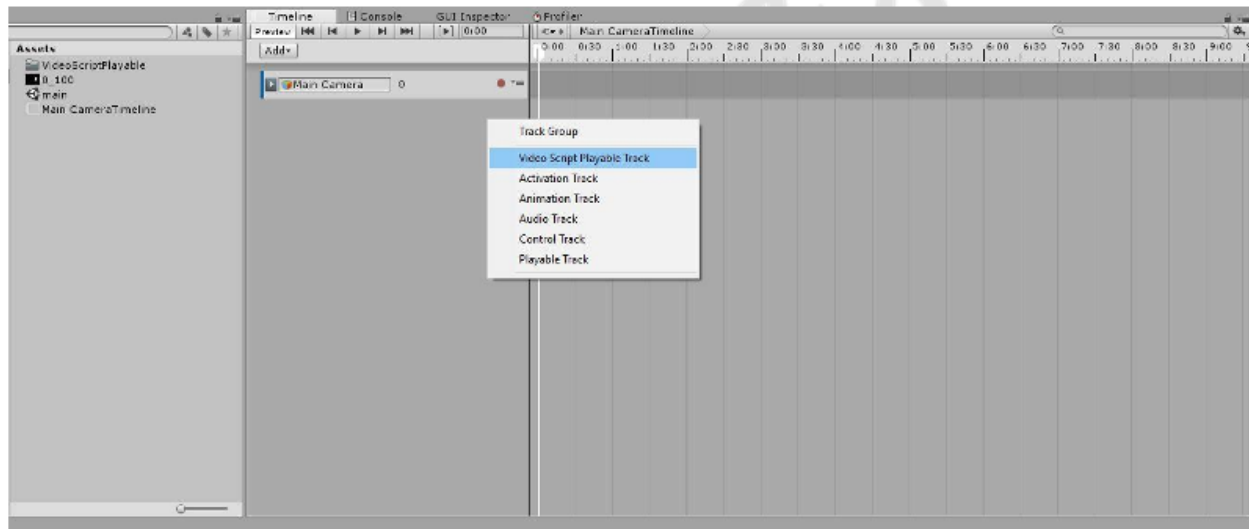 Timeline Console GUI Inspector Profiler
Preview 0:00 Main CameraTimeline
Add
0:00 0:30 1:00 1:30 2:00 2:30 3:00 3:30 4:00 4:30 5:00 5:30 6:00 6:30 7:00 7:30 8:00 8:30 9:00
Assets
VideoScriptPlayable
0_100
main
Main CameraTimeline
Main Camera 0
Track Group
Video Script Playable Track
Activation Track
Animation Track
Audio Track
Control Track
Playable Track